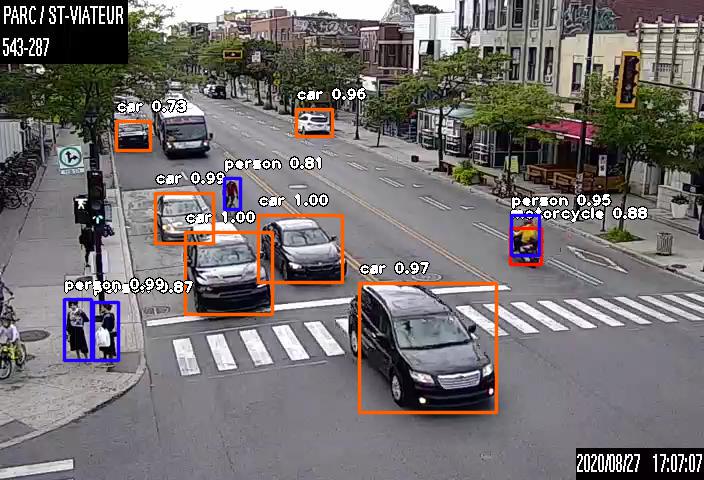 PARC / ST-VIATEUR
543-287
car 0.73
car 0.96
person 0.81
car 0.99
car 1.00
car 1.00
person 0.95
motorcycle 0.88
car 0.97
person 0.99
0.87
2020/08/27 17:07:07